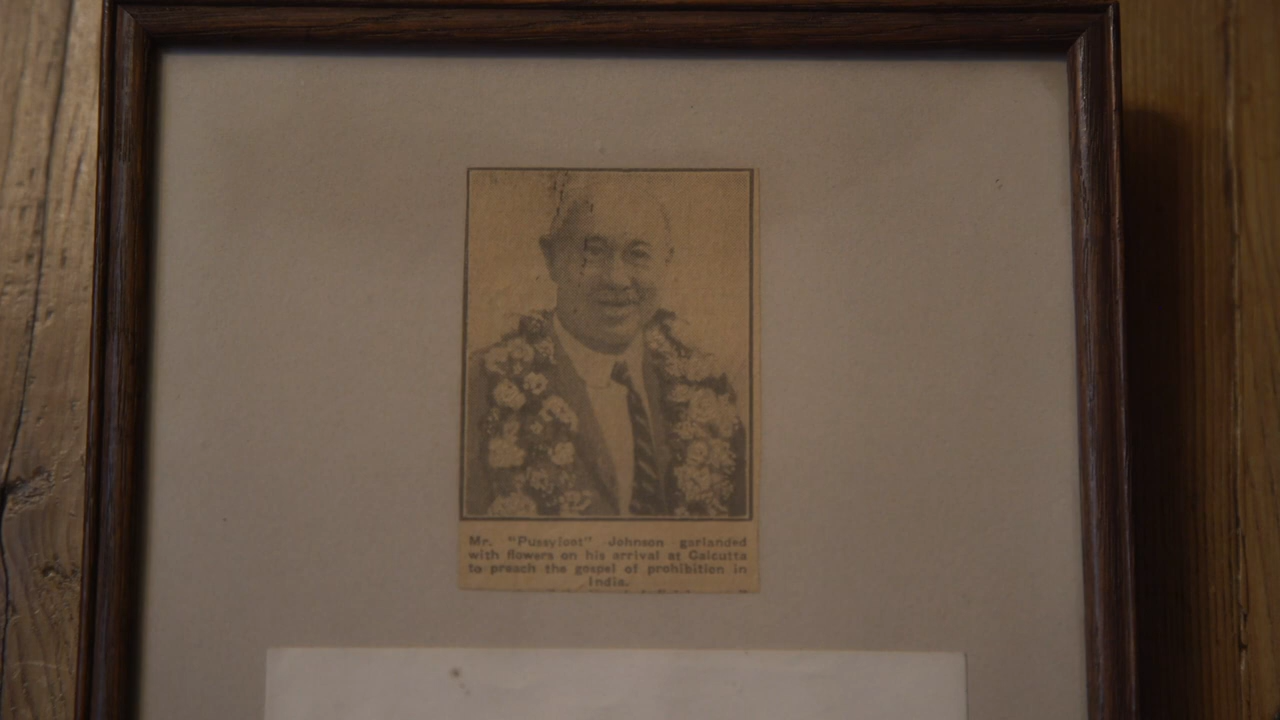 Mr. "Pussyfoot" Johnson garlanded
with flowers on his arrival at Calcutta
to preach the gospel of prohibition in
India.